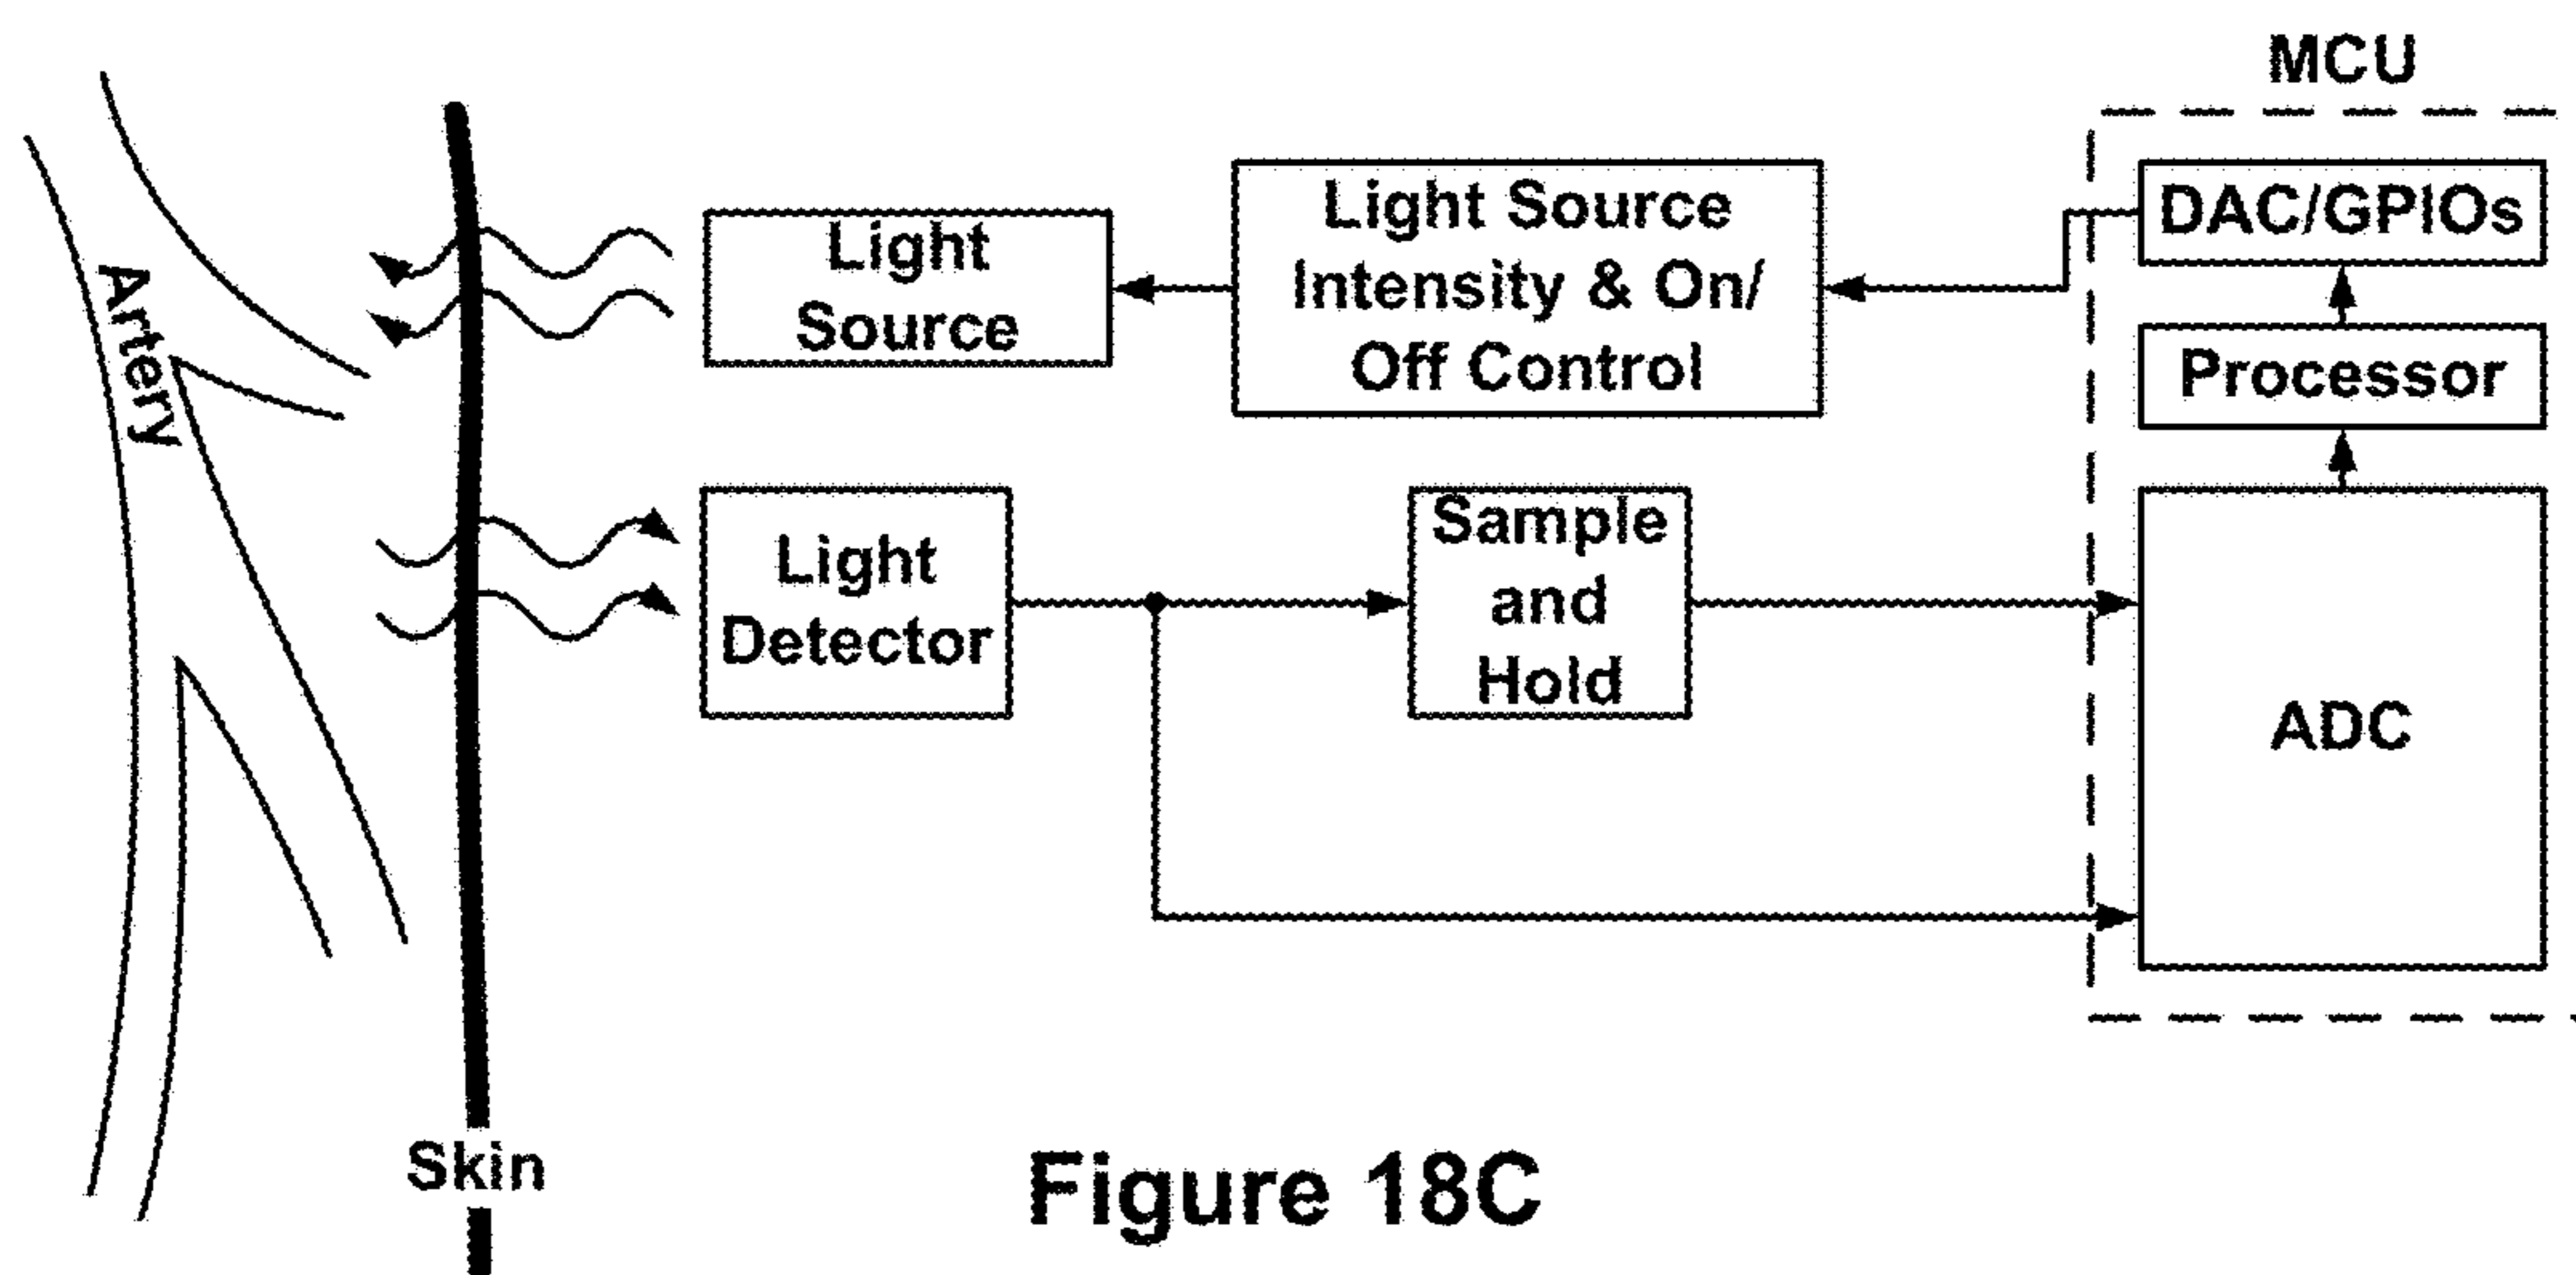 MCU
Light Source
Intensity & On/
Off Control
DAC/GPIOs
Light
Source
Artery
Processor
Light
Detector
Sample
and
Hold
ADC
Skin
Figure 18C